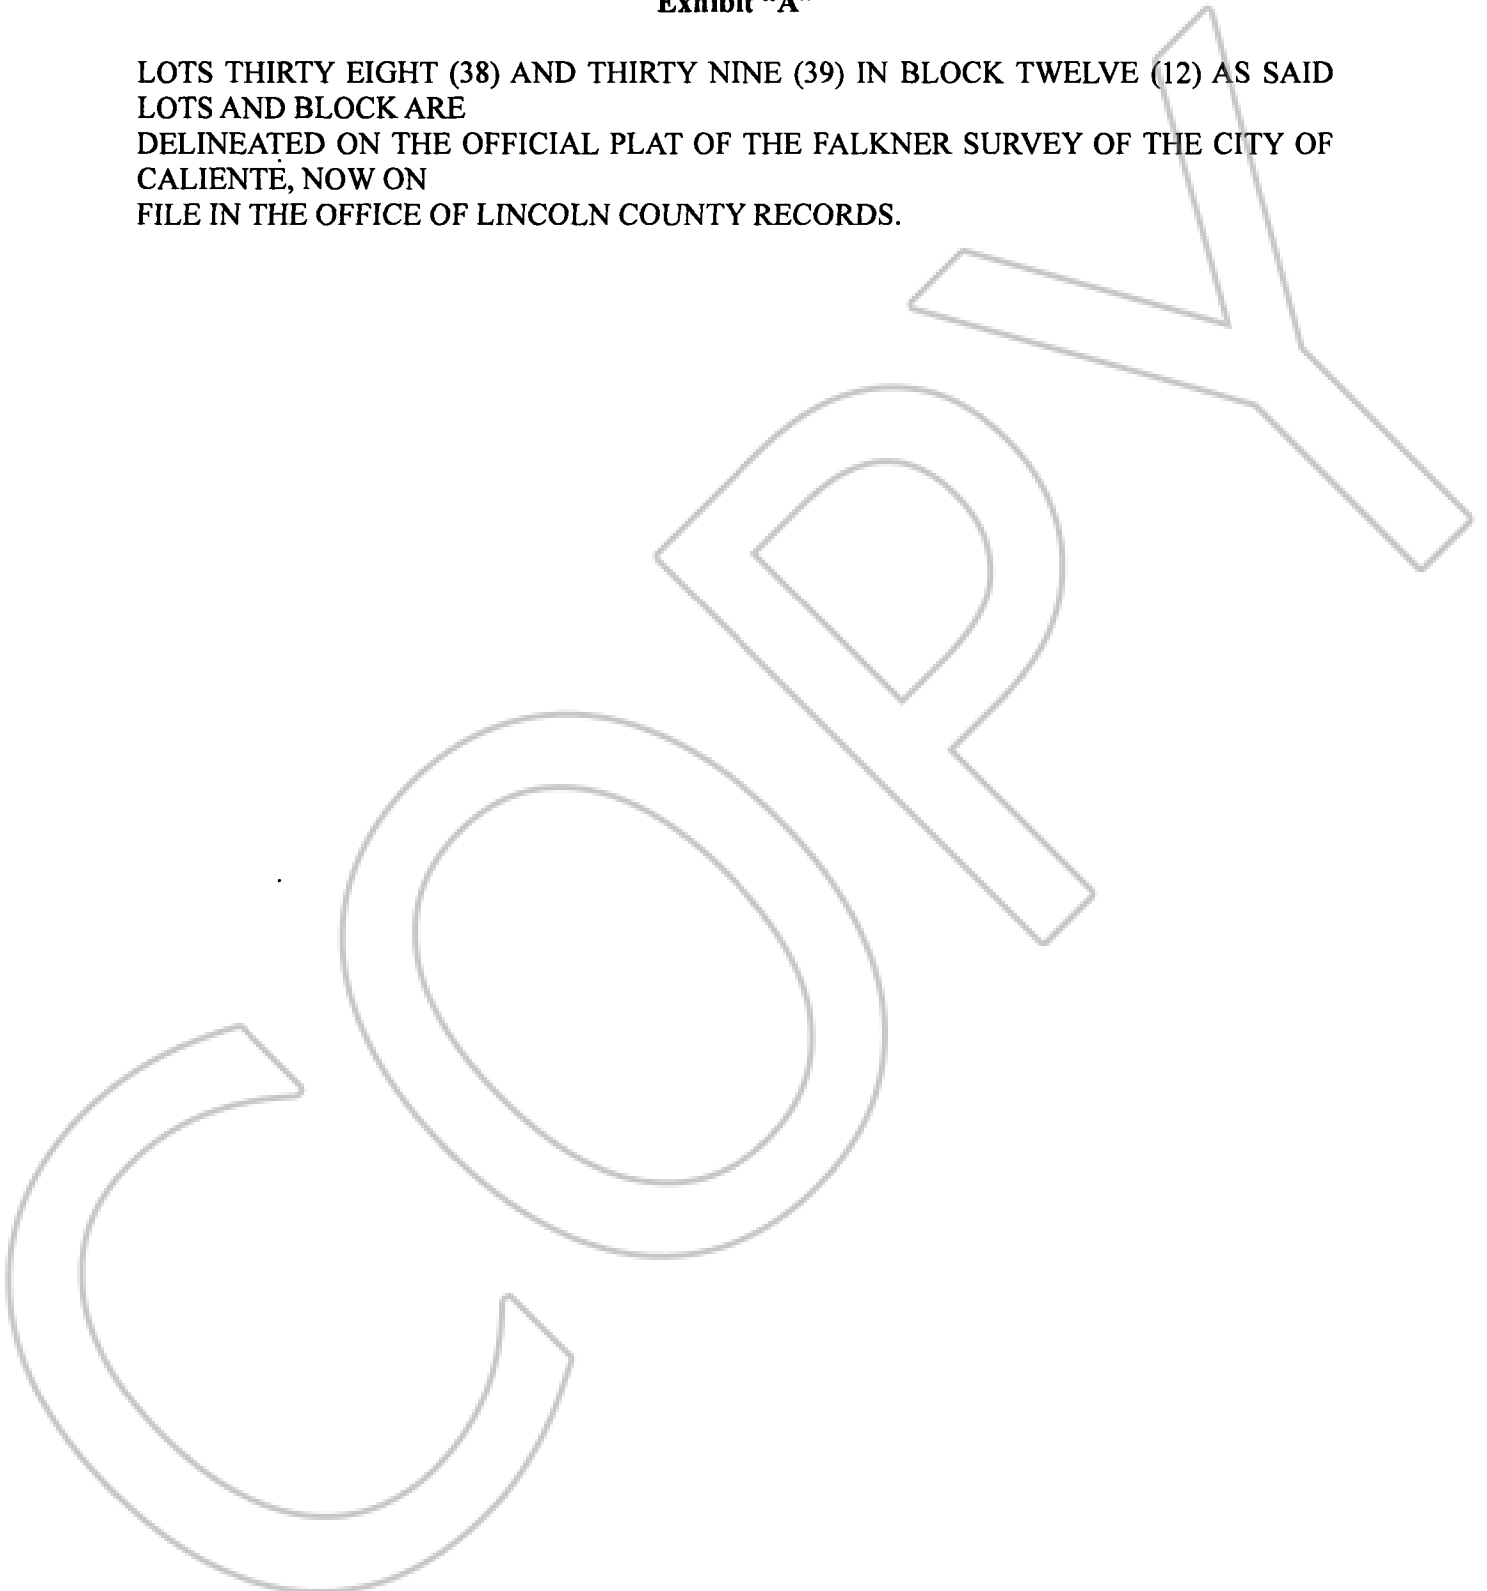 Exhibit "A"
LOTS THIRTY EIGHT (38) AND THIRTY NINE (39) IN BLOCK TWELVE (12) AS SAID
LOTS AND BLOCK ARE
DELINEATED ON THE OFFICIAL PLAT OF THE FALKNER SURVEY OF THE CITY OF
CALIENTE, NOW ON
FILE IN THE OFFICE OF LINCOLN COUNTY RECORDS.
COPY